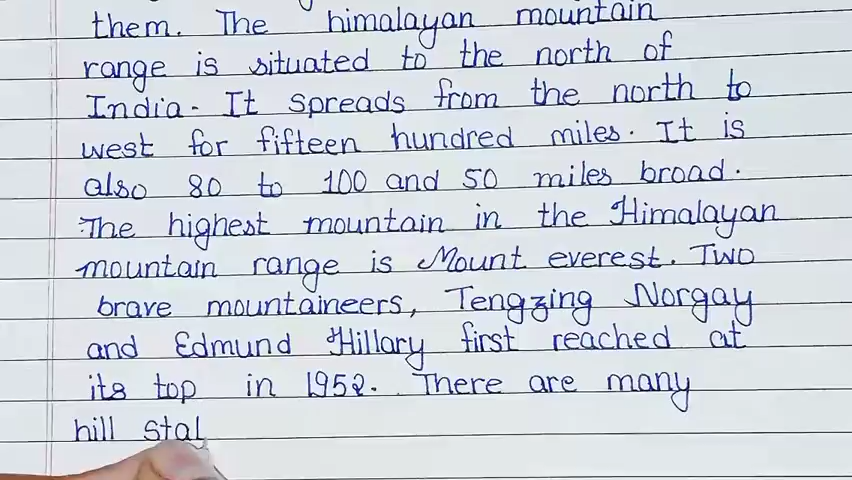 them. The himalayan mountain
range is situated to the north of
India. It spreads from the north to
west for fifteen hundred miles. It is
also 80 to 100 and 50 miles broad.
The highest mountain in the Himalayan
mountain range is Mount everest. Two
brave mountaineers, Tengzing Norgay
and Edmund Hillary first reached at
its top in 1952. There are many
hill stat